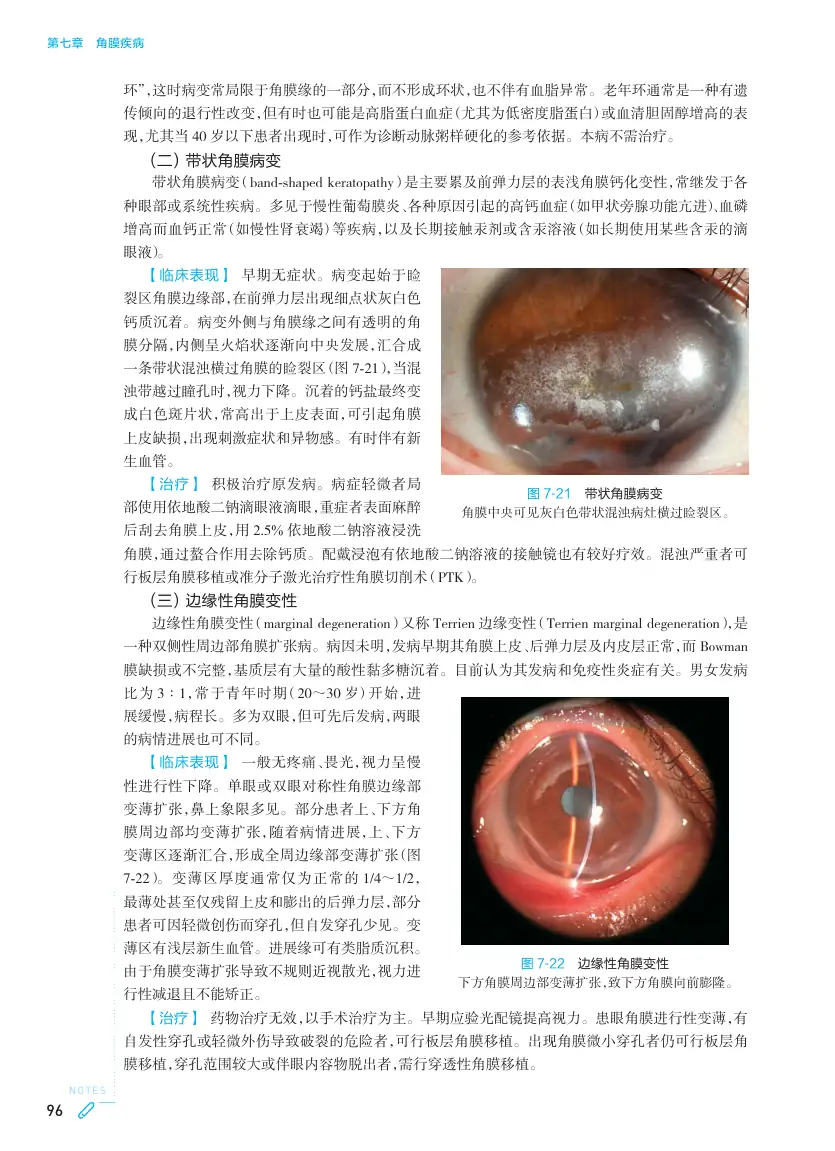 第七章 角膜疾病
环”,这时病变常局限于角膜缘的一部分,而不形成环状,也不伴有血脂异常。老年环通常是一种有遗
传倾向的退行性改变,但有时也可能是高脂蛋白血症(尤其为低密度脂蛋白)或血清胆固醇增高的表
现,尤其当 40 岁以下患者出现时,可作为诊断动脉粥样硬化的参考依据。本病不需治疗。
(二)带状角膜病变
带状角膜病变(band-shaped keratopathy)是主要累及前弹力层的表浅角膜钙化变性,常继发于各
种眼部或系统性疾病。多见于慢性葡萄膜炎、各种原因引起的高钙血症(如甲状旁腺功能亢进)、血磷
增高而血钙正常(如慢性肾衰竭)等疾病,以及长期接触汞剂或含汞溶液(如长期使用某些含汞的滴
眼液)。
【临床表现】 早期无症状。病变起始于睑
裂区角膜边缘部,在前弹力层出现细点状灰白色
钙质沉着。病变外侧与角膜缘之间有透明的角
膜分隔,内侧呈火焰状逐渐向中央发展,汇合成
一条带状混浊横过角膜的睑裂区(图 7-21),当混
浊带越过瞳孔时,视力下降。沉着的钙盐最终变
成白色斑片状,常高出于上皮表面,可引起角膜
上皮缺损,出现刺激症状和异物感。有时伴有新
生血管。
【治疗】 积极治疗原发病。病症轻微者局
部使用依地酸二钠滴眼液滴眼,重症者表面麻醉
后刮去角膜上皮,用 2.5% 依地酸二钠溶液浸洗
角膜,通过螯合作用去除钙质。配戴浸泡有依地酸二钠溶液的接触镜也有较好疗效。混浊严重者可
行板层角膜移植或准分子激光治疗性角膜切削术(PTK)。
图 7-21 带状角膜病变
角膜中央可见灰白色带状混浊病灶横过睑裂区。
(三)边缘性角膜变性
边缘性角膜变性(marginal degeneration)又称 Terrien 边缘变性(Terrien marginal degeneration),是
一种双侧性周边部角膜扩张病。病因未明,发病早期其角膜上皮、后弹力层及内皮层正常,而 Bowman
膜缺损或不完整,基质层有大量的酸性黏多糖沉着。目前认为其发病和免疫性炎症有关。男女发病
比为 3∶1,常于青年时期(20～30 岁)开始,进
展缓慢,病程长。多为双眼,但可先后发病,两眼
的病情进展也可不同。
【临床表现】 一般无疼痛、畏光,视力呈慢
性进行性下降。单眼或双眼对称性角膜边缘部
变薄扩张,鼻上象限多见。部分患者上、下方角
膜周边部均变薄扩张,随着病情进展,上、下方
变薄区逐渐汇合,形成全周边缘部变薄扩张(图
7-22)。变薄区厚度通常仅为正常的 1/4～1/2,
最薄处甚至仅残留上皮和膨出的后弹力层,部分
患者可因轻微创伤而穿孔,但自发穿孔少见。变
薄区有浅层新生血管。进展缘可有类脂质沉积。
由于角膜变薄扩张导致不规则近视散光,视力进
行性减退且不能矫正。
图 7-22 边缘性角膜变性
下方角膜周边部变薄扩张,致下方角膜向前膨隆。
【治疗】 药物治疗无效,以手术治疗为主。早期应验光配镜提高视力。患眼角膜进行性变薄,有
自发性穿孔或轻微外伤导致破裂的危险者,可行板层角膜移植。出现角膜微小穿孔者仍可行板层角
膜移植,穿孔范围较大或伴眼内容物脱出者,需行穿透性角膜移植。
NOTES
96